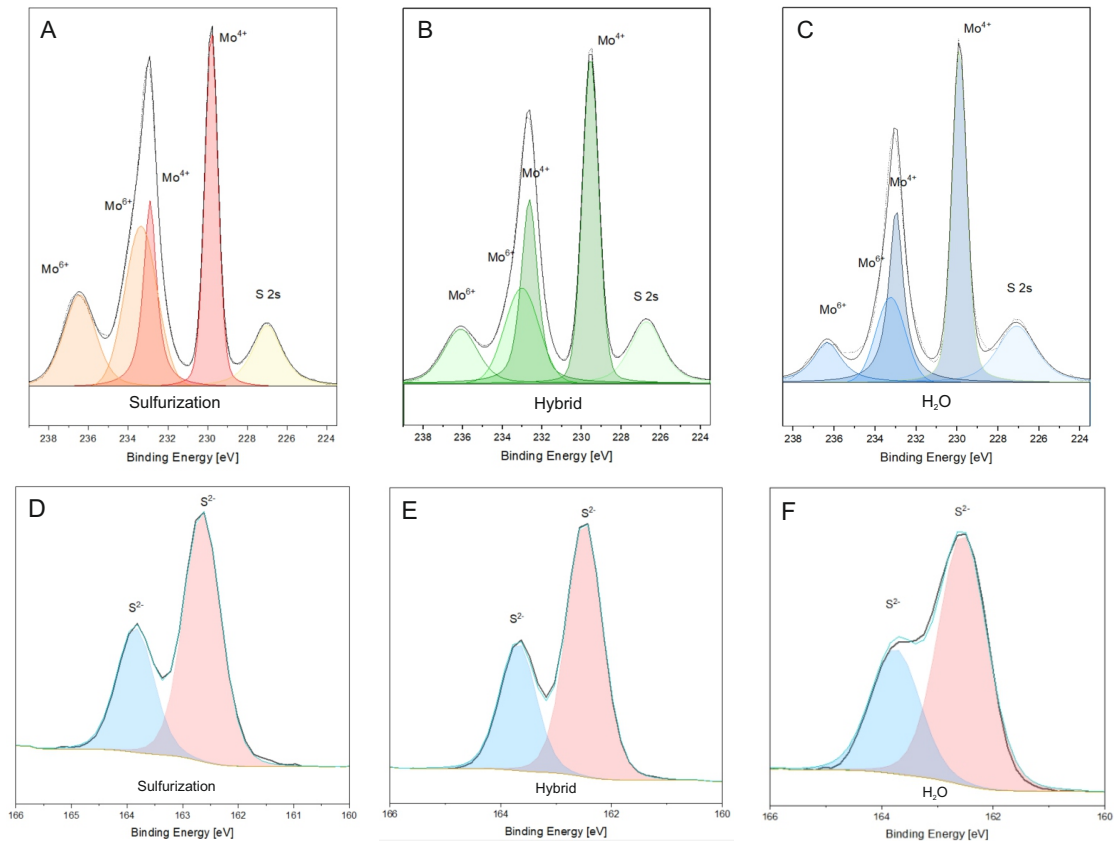 A
Mo⁴⁺
Mo⁴⁺
Mo⁶⁺
Mo⁶⁺
S 2s
Sulfurization
238 236 234 232 230 228 226 224
Binding Energy [eV]
B
Mo⁴⁺
Mo⁴⁺
Mo⁶⁺
Mo⁶⁺
S 2s
Hybrid
238 236 234 232 230 228 226 224
Binding Energy [eV]
C
Mo⁴⁺
Mo⁴⁺
Mo⁶⁺
Mo⁶⁺
S 2s
H₂O
238 236 234 232 230 228 226 224
Binding Energy [eV]
D
S²⁻
S²⁻
Sulfurization
166 165 164 163 162 161 160
Binding Energy [eV]
E
S²⁻
S²⁻
Hybrid
166 164 162 160
Binding Energy [eV]
F
S²⁻
S²⁻
H₂O
166 164 162 160
Binding Energy [eV]